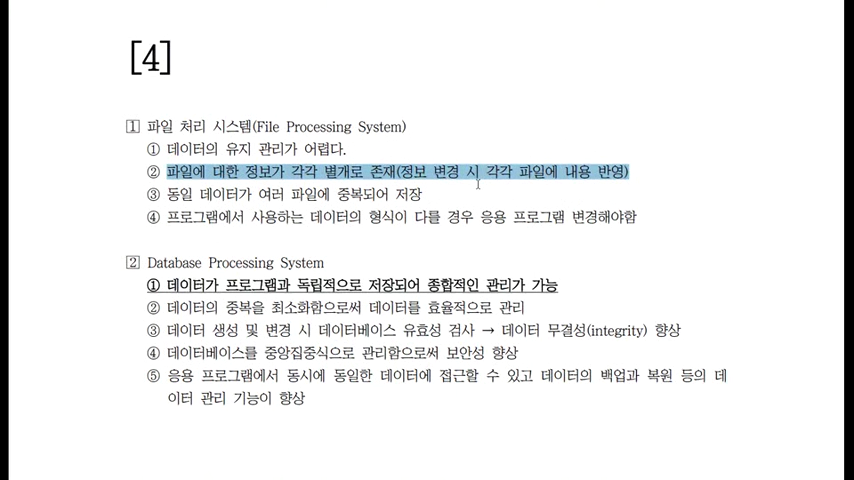 [4]
1 파일 처리 시스템(File Processing System)
① 데이터의 유지 관리가 어렵다.
② 파일에 대한 정보가 각각 별개로 존재(정보 변경 시 각각 파일에 내용 반영)
③ 동일 데이터가 여러 파일에 중복되어 저장
④ 프로그램에서 사용하는 데이터의 형식이 다를 경우 응용 프로그램 변경해야함
2 Database Processing System
① 데이터가 프로그램과 독립적으로 저장되어 종합적인 관리가 가능
② 데이터의 중복을 최소화함으로써 데이터를 효율적으로 관리
③ 데이터 생성 및 변경 시 데이터베이스 유효성 검사 → 데이터 무결성(integrity) 향상
④ 데이터베이스를 중앙집중식으로 관리함으로써 보안성 향상
⑤ 응용 프로그램에서 동시에 동일한 데이터에 접근할 수 있고 데이터의 백업과 복원 등의 데
이터 관리 기능이 향상